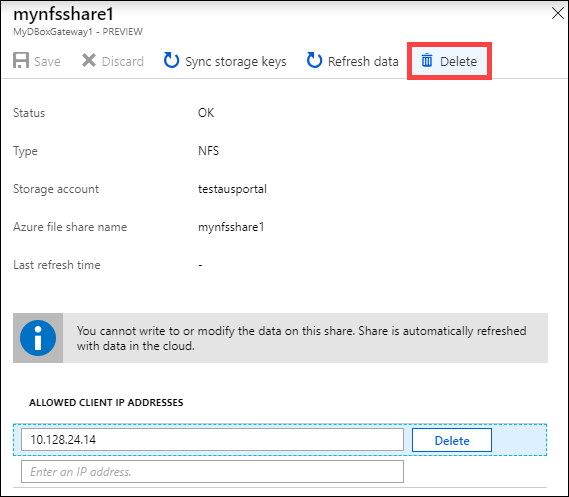 mynfsshare1
MyDBoxGateway1 - PREVIEW
Save Discard Sync storage keys Refresh data Delete
Status OK
Type NFS
Storage account testausportal
Azure file share name mynfsshare1
Last refresh time -
You cannot write to or modify the data on this share. Share is automatically refreshed
with data in the cloud.
ALLOWED CLIENT IP ADDRESSES
10.128.24.14 Delete
Enter an IP address.